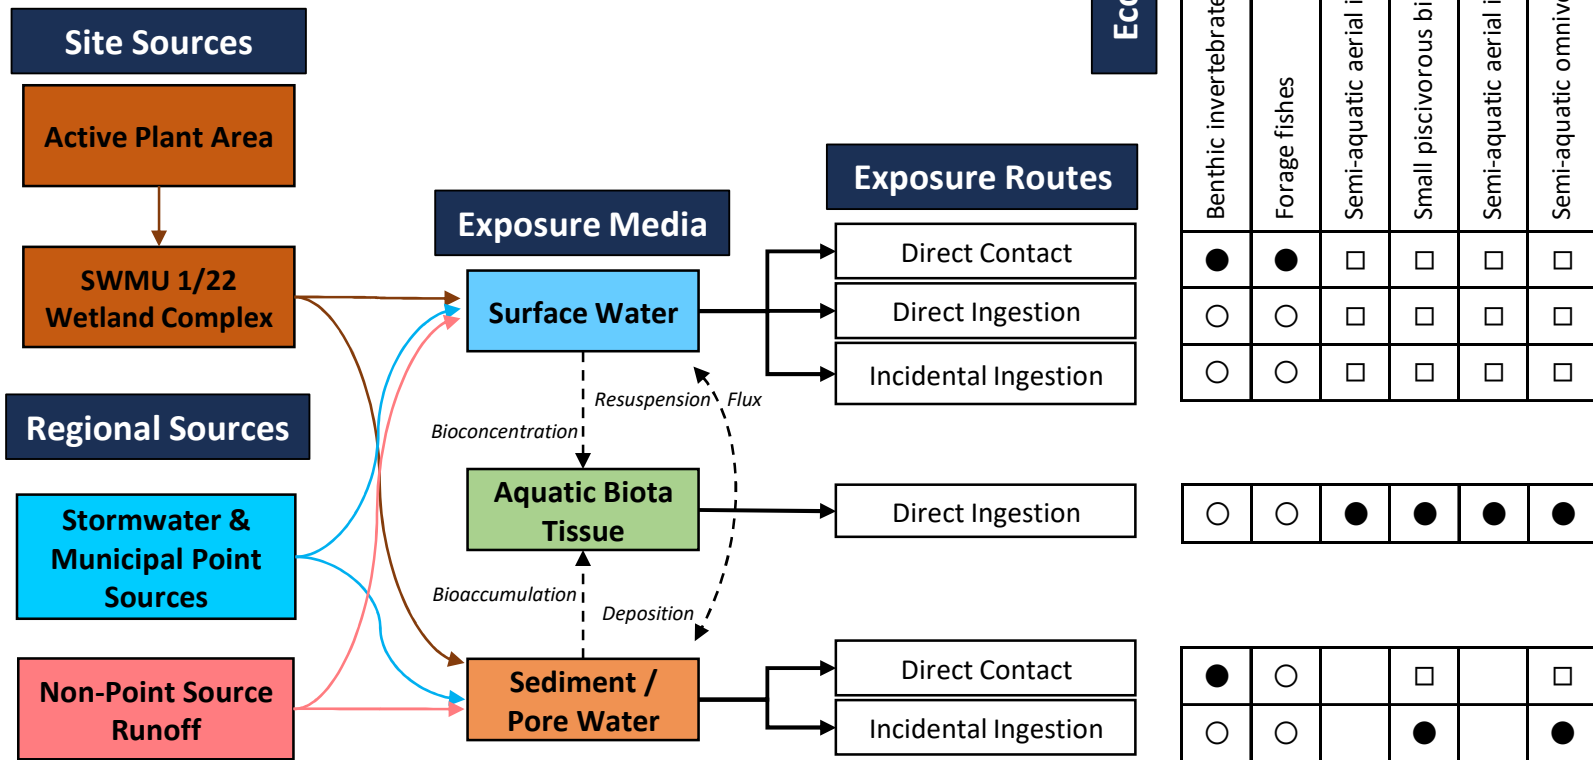 Site Sources
Active Plant Area
SWMU 1/22
Wetland Complex
Regional Sources
Stormwater &
Municipal Point
Sources
Non-Point Source
Runoff
Exposure Media
Surface Water
Resuspension
Flux
Bioconcentration
Aquatic Biota
Tissue
Bioaccumulation
Deposition
Sediment /
Pore Water
Exposure Routes
Direct Contact
Direct Ingestion
Incidental Ingestion
Direct Ingestion
Direct Contact
Incidental Ingestion
Eco
Benthic invertebrate
Forage fishes
Semi-aquatic aerial i
Small piscivorous bi
Semi-aquatic aerial i
Semi-aquatic omnivo